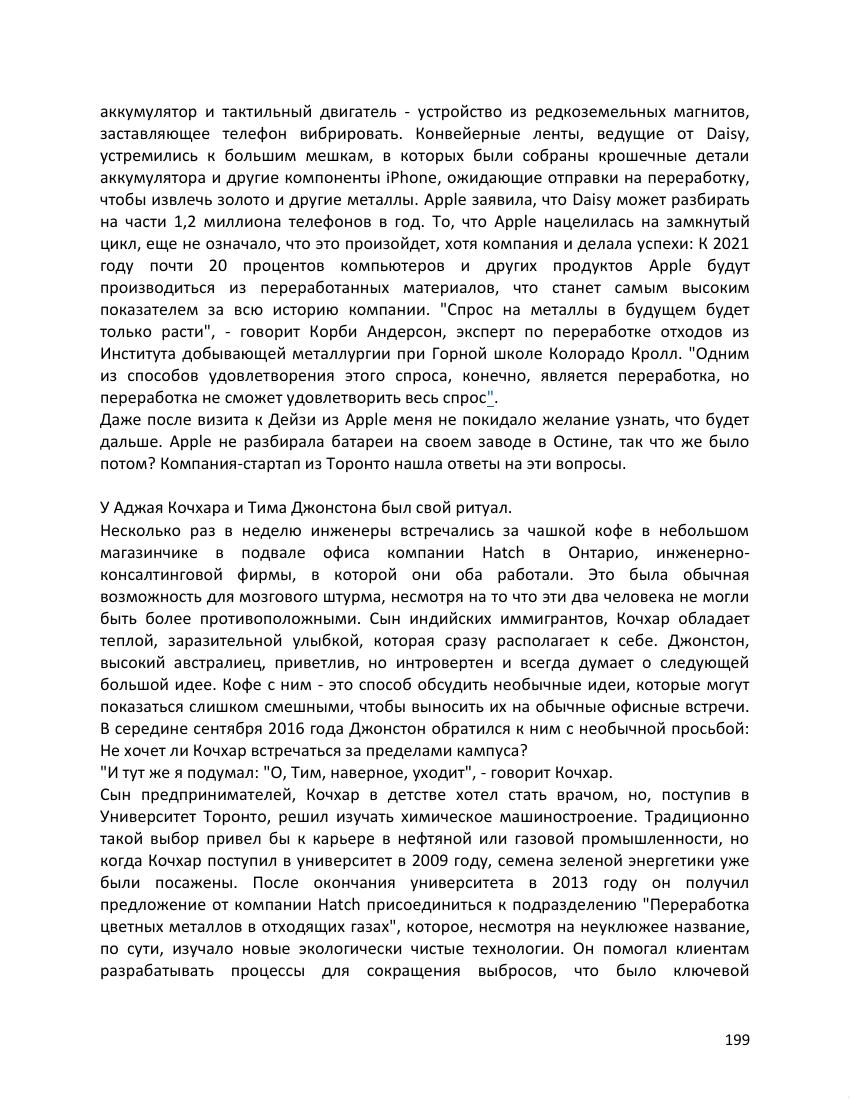 аккумулятор и тактильный двигатель - устройство из редкоземельных магнитов,
заставляющее телефон вибрировать. Конвейерные ленты, ведущие от Daisy,
устремились к большим мешкам, в которых были собраны крошечные детали
аккумулятора и другие компоненты iPhone, ожидающие отправки на переработку,
чтобы извлечь золото и другие металлы. Apple заявила, что Daisy может разбирать
на части 1,2 миллиона телефонов в год. То, что Apple нацелилась на замкнутый
цикл, еще не означало, что это произойдет, хотя компания и делала успехи: К 2021
году почти 20 процентов компьютеров и других продуктов Apple будут
производиться из переработанных материалов, что станет самым высоким
показателем за всю историю компании. "Спрос на металлы в будущем будет
только расти", - говорит Корби Андерсон, эксперт по переработке отходов из
Института добывающей металлургии при Горной школе Колорадо Кролл. "Одним
из способов удовлетворения этого спроса, конечно, является переработка, но
переработка не сможет удовлетворить весь спрос".
Даже после визита к Дейзи из Apple меня не покидало желание узнать, что будет
дальше. Apple не разбирала батареи на своем заводе в Остине, так что же было
потом? Компания-стартап из Торонто нашла ответы на эти вопросы.
У Аджая Кочхара и Тима Джонстона был свой ритуал.
Несколько раз в неделю инженеры встречались за чашкой кофе в небольшом
магазинчике в подвале офиса компании Hatch в Онтарио, инженерно-
консалтинговой фирмы, в которой они оба работали. Это была обычная
возможность для мозгового штурма, несмотря на то что эти два человека не могли
быть более противоположными. Сын индийских иммигрантов, Кочхар обладает
теплой, заразительной улыбкой, которая сразу располагает к себе. Джонстон,
высокий австралиец, приветлив, но интровертен и всегда думает о следующей
большой идее. Кофе с ним - это способ обсудить необычные идеи, которые могут
показаться слишком смешными, чтобы выносить их на обычные офисные встречи.
В середине сентября 2016 года Джонстон обратился к ним с необычной просьбой:
Не хочет ли Кочхар встречаться за пределами кампуса?
"И тут же я подумал: "О, Тим, наверное, уходит", - говорит Кочхар.
Сын предпринимателей, Кочхар в детстве хотел стать врачом, но, поступив в
Университет Торонто, решил изучать химическое машиностроение. Традиционно
такой выбор привел бы к карьере в нефтяной или газовой промышленности, но
когда Кочхар поступил в университет в 2009 году, семена зеленой энергетики уже
были посажены. После окончания университета в 2013 году он получил
предложение от компании Hatch присоединиться к подразделению "Переработка
цветных металлов в отходящих газах", которое, несмотря на неуклюжее название,
по сути, изучало новые экологически чистые технологии. Он помогал клиентам
разрабатывать процессы для сокращения выбросов, что было ключевой
199